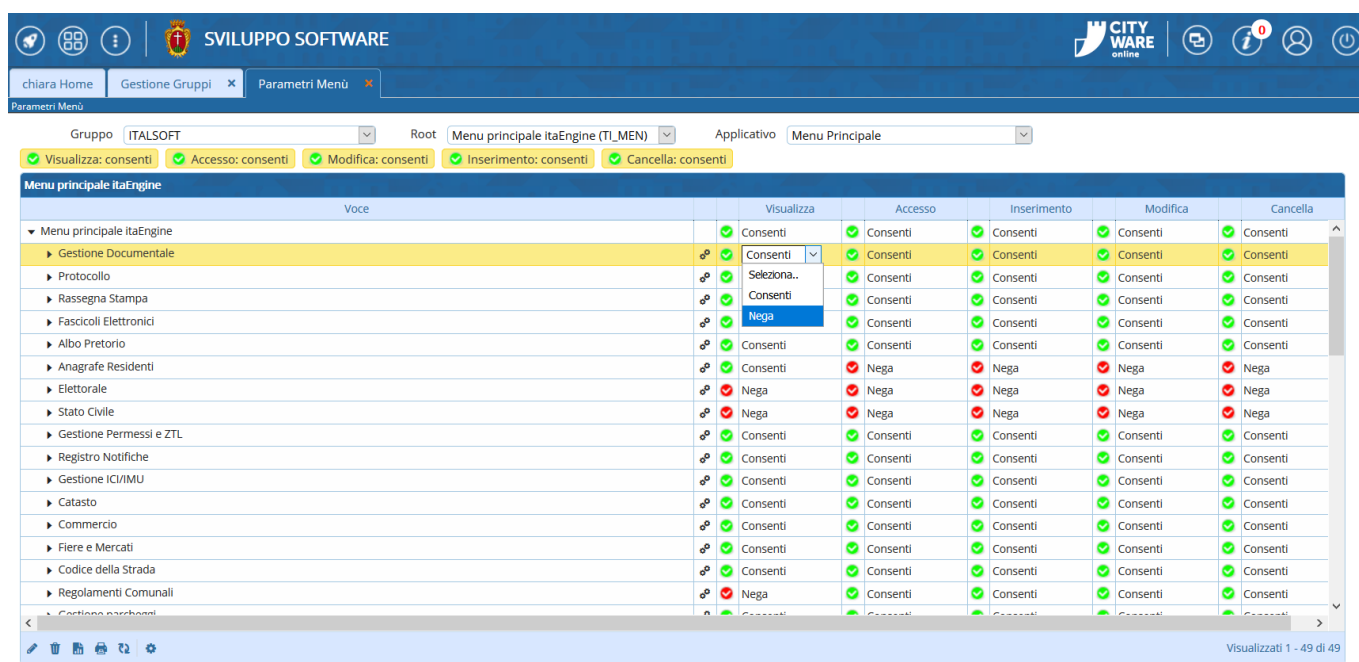 SVILUPPO SOFTWARE
CITY WARE online
0
chiara Home Gestione Gruppi × Parametri Menù ×
Parametri Menù
Gruppo ITALSOFT Root Menu principale itaEngine (TI_MEN) Applicativo Menu Principale
Visualizza: consenti Accesso: consenti Modifica: consenti Inserimento: consenti Cancella: consenti
Menu principale itaEngine
Voce Visualizza Accesso Inserimento Modifica Cancella
Menu principale itaEngine Consenti Consenti Consenti Consenti Consenti
Gestione Documentale Consenti Consenti Consenti Consenti Consenti
Protocollo Seleziona.. Consenti Consenti Consenti Consenti
Rassegna Stampa Consenti Consenti Consenti Consenti Consenti
Fascicoli Elettronici Nega Consenti Consenti Consenti Consenti
Albo Pretorio Consenti Consenti Consenti Consenti Consenti
Anagrafe Residenti Consenti Nega Nega Nega Nega
Elettorale Nega Nega Nega Nega Nega
Stato Civile Nega Nega Nega Nega Nega
Gestione Permessi e ZTL Consenti Consenti Consenti Consenti Consenti
Registro Notifiche Consenti Consenti Consenti Consenti Consenti
Gestione ICI/IMU Consenti Consenti Consenti Consenti Consenti
Catasto Consenti Consenti Consenti Consenti Consenti
Commercio Consenti Consenti Consenti Consenti Consenti
Fiere e Mercati Consenti Consenti Consenti Consenti Consenti
Codice della Strada Consenti Consenti Consenti Consenti Consenti
Regolamenti Comunali Nega Consenti Consenti Consenti Consenti
Gestione parcheggi Consenti Consenti Consenti Consenti Consenti
Visualizzati 1 - 49 di 49